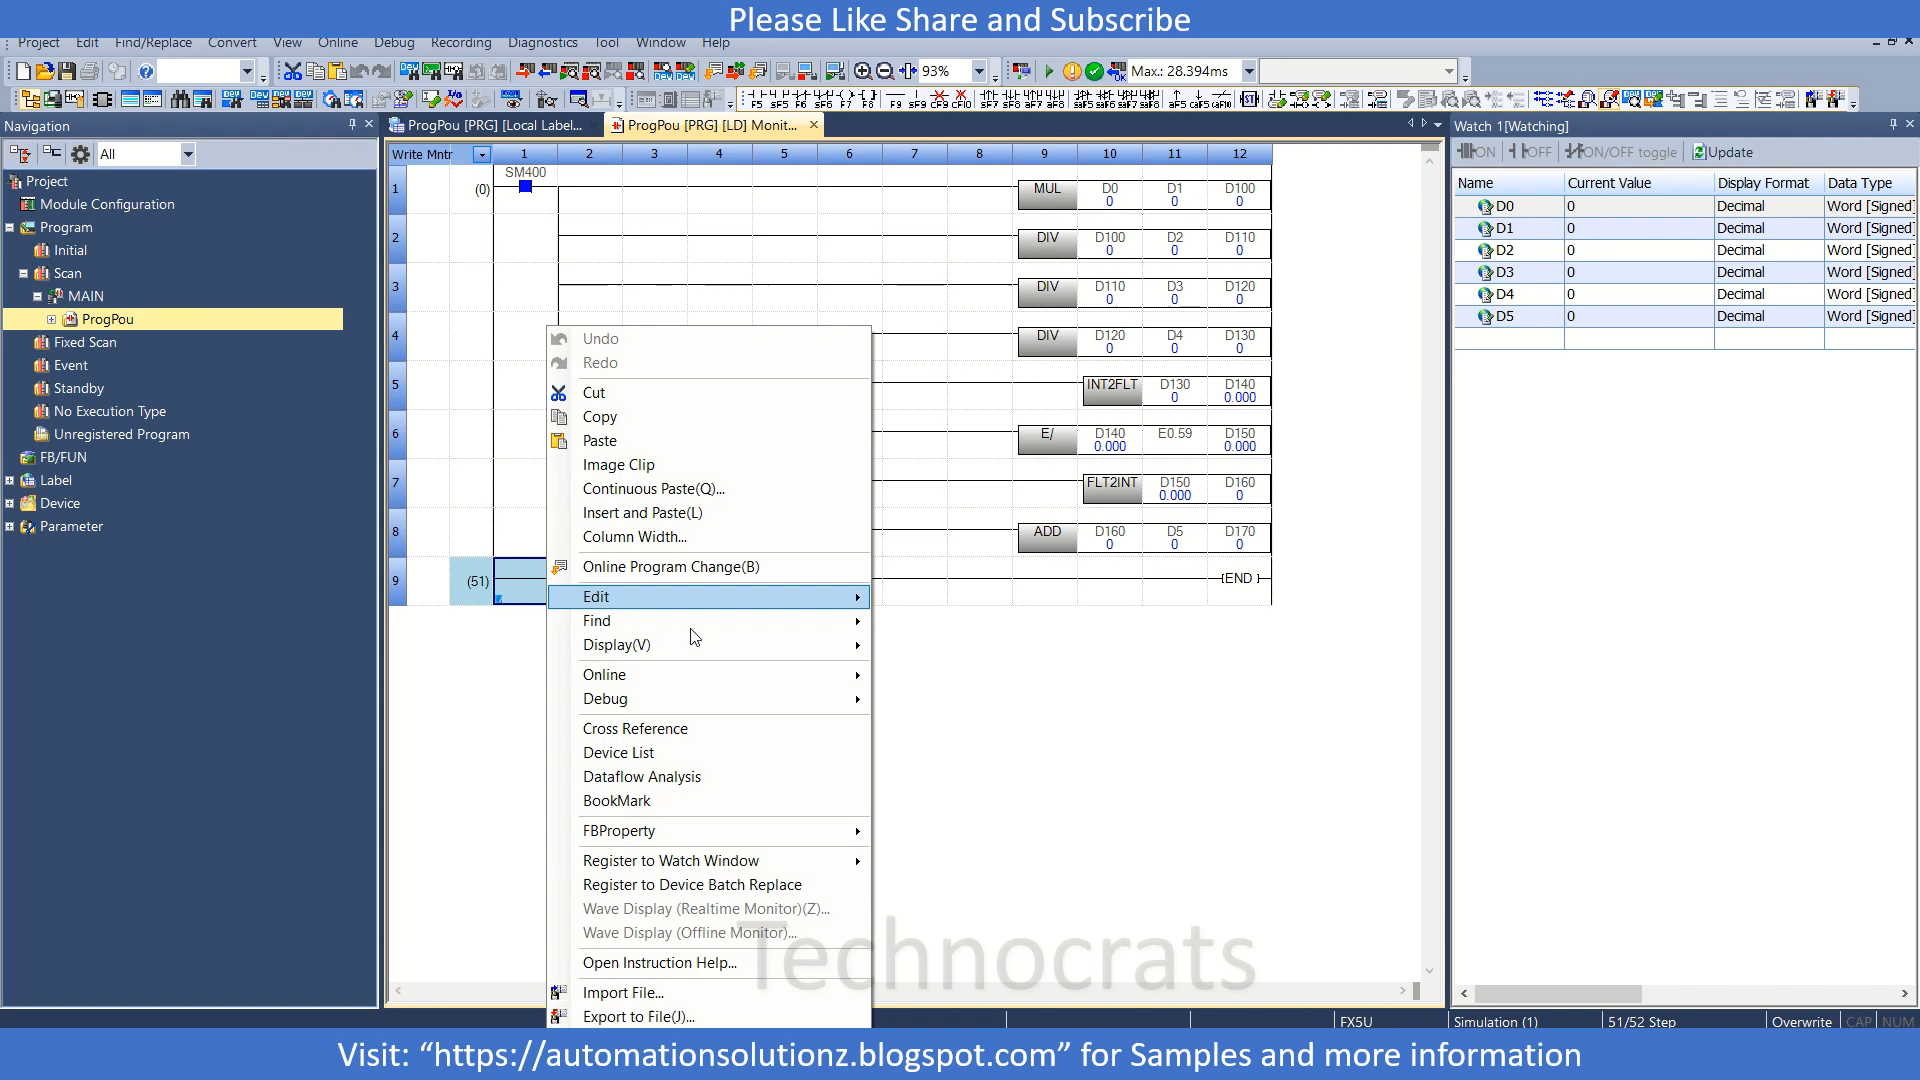 Please Like Share and Subscribe
Project Edit Find/Replace Convert View Online Debug Recording Diagnostics Tool Window Help
93% Max.: 28.394ms
Navigation
ProgPou [PRG] [Local Label...
ProgPou [PRG] [LD] Monit...
Watch 1[Watching]
All
ON OFF ON/OFF toggle Update
Project
Module Configuration
Program
Initial
Scan
MAIN
ProgPou
Fixed Scan
Event
Standby
No Execution Type
Unregistered Program
FB/FUN
Label
Device
Parameter
Write Mntr 1 2 3 4 5 6 7 8 9 10 11 12
SM400
1 (0) MUL D0 D1 D100
0 0 0
2 DIV D100 D2 D110
0 0 0
3 DIV D110 D3 D120
0 0 0
4 DIV D120 D4 D130
0 0 0
5 INT2FLT D130 D140
0 0.000
6 E/ D140 E0.59 D150
0.000 0.000
7 FLT2INT D150 D160
0.000 0
8 ADD D160 D5 D170
0 0 0
9 (51) END
Undo
Redo
Cut
Copy
Paste
Image Clip
Continuous Paste(Q)...
Insert and Paste(L)
Column Width...
Online Program Change(B)
Edit
Find
Display(V)
Online
Debug
Cross Reference
Device List
Dataflow Analysis
BookMark
FBProperty
Register to Watch Window
Register to Device Batch Replace
Wave Display (Realtime Monitor)(Z)...
Wave Display (Offline Monitor)...
Open Instruction Help...
Import File...
Export to File(J)...
Name Current Value Display Format Data Type
D0 0 Decimal Word [Signed]
D1 0 Decimal Word [Signed]
D2 0 Decimal Word [Signed]
D3 0 Decimal Word [Signed]
D4 0 Decimal Word [Signed]
D5 0 Decimal Word [Signed]
Technocrats
FX5U Simulation (1) 51/52 Step Overwrite CAP NUM
Visit: “https://automationsolutionz.blogspot.com” for Samples and more information